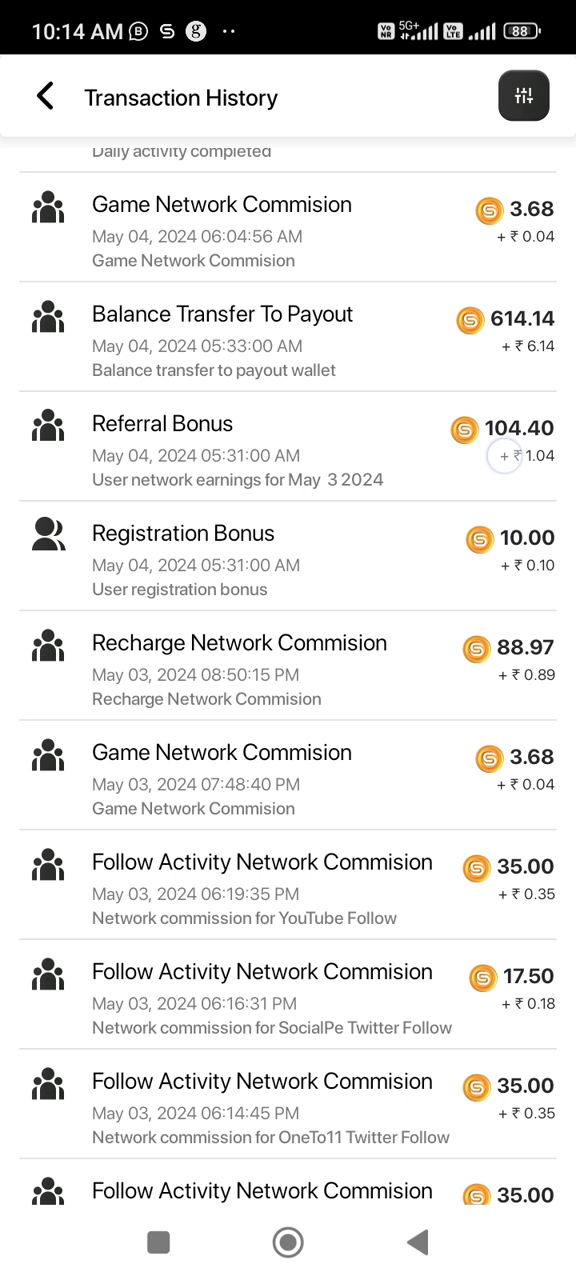 10:14 AM
Vo NR 5G+ Vo LTE 88
Transaction History
Daily activity completed
Game Network Commision
3.68
May 04, 2024 06:04:56 AM
+ ₹ 0.04
Game Network Commision
Balance Transfer To Payout
614.14
May 04, 2024 05:33:00 AM
+ ₹ 6.14
Balance transfer to payout wallet
Referral Bonus
104.40
May 04, 2024 05:31:00 AM
+ ₹ 1.04
User network earnings for May 3 2024
Registration Bonus
10.00
May 04, 2024 05:31:00 AM
+ ₹ 0.10
User registration bonus
Recharge Network Commision
88.97
May 03, 2024 08:50:15 PM
+ ₹ 0.89
Recharge Network Commision
Game Network Commision
3.68
May 03, 2024 07:48:40 PM
+ ₹ 0.04
Game Network Commision
Follow Activity Network Commision
35.00
May 03, 2024 06:19:35 PM
+ ₹ 0.35
Network commission for YouTube Follow
Follow Activity Network Commision
17.50
May 03, 2024 06:16:31 PM
+ ₹ 0.18
Network commission for SocialPe Twitter Follow
Follow Activity Network Commision
35.00
May 03, 2024 06:14:45 PM
+ ₹ 0.35
Network commission for OneTo11 Twitter Follow
Follow Activity Network Commision
35.00